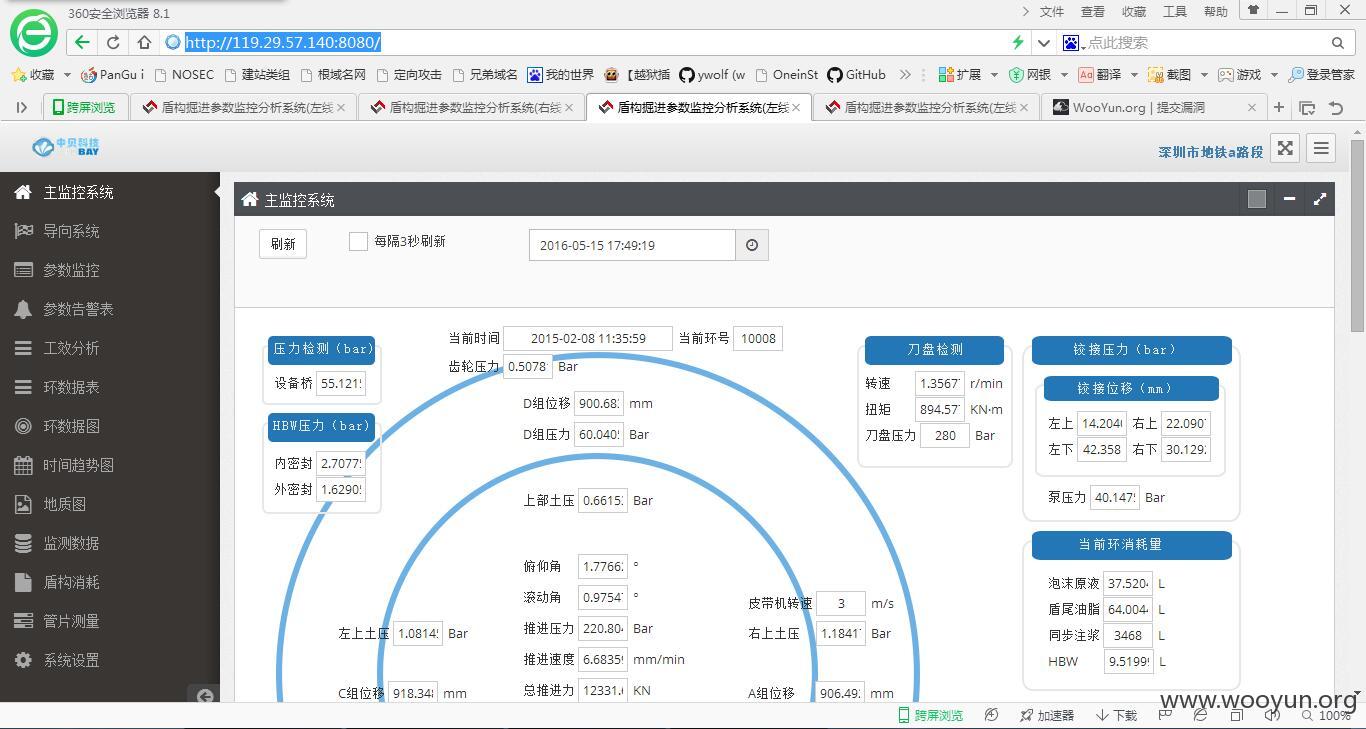 360安全浏览器 8.1
文件 查看 收藏 工具 帮助
http://119.29.57.140:8080/
点此搜索
收藏 PanGu i NOSEC 建站类组 根域名网 定向攻击 兄弟域名 我的世界 【越狱插 ywolf (w OneinSt GitHub 扩展 网银 翻译 截图 游戏 登录管家
跨屏浏览 盾构掘进参数监控分析系统(左线 盾构掘进参数监控分析系统(右线 盾构掘进参数监控分析系统(左线 盾构掘进参数监控分析系统(左线 WooYun.org | 提交漏洞
中贝科技
BAY
深圳市地铁a路段
主监控系统
导向系统
参数监控
参数告警表
工效分析
环数据表
环数据图
时间趋势图
地质图
监测数据
盾构消耗
管片测量
系统设置
主监控系统
刷新 每隔3秒刷新 2016-05-15 17:49:19
当前时间 2015-02-08 11:35:59 当前环号 10008
齿轮压力 0.5078 Bar
压力检测（bar）
设备桥 55.1215
HBW压力（bar）
内密封 2.7077
外密封 1.6290
D组位移 900.68 mm
D组压力 60.040 Bar
上部土压 0.6615 Bar
俯仰角 1.7766 °
滚动角 0.9754 °
推进压力 220.80 Bar
推进速度 6.6835 mm/min
总推进力 12331. KN
左上土压 1.0814 Bar
C组位移 918.34 mm
皮带机转速 3 m/s
右上土压 1.1841 Bar
A组位移 906.49 mm
刀盘检测
转速 1.3567 r/min
扭矩 894.57 KN·m
刀盘压力 280 Bar
铰接压力（bar）
铰接位移（mm）
左上 14.204 右上 22.090
左下 42.358 右下 30.129
泵压力 40.147 Bar
当前环消耗量
泡沫原液 37.520 L
盾尾油脂 64.004 L
同步注浆 3468 L
HBW 9.5199 L
www.wooyun.org
跨屏浏览 加速器 下载 100%